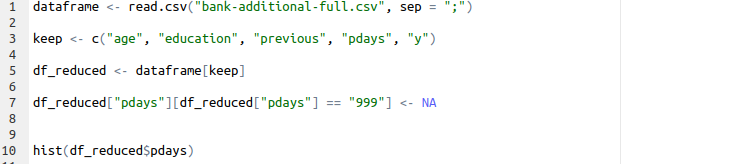 1 dataframe <- read.csv("bank-additional-full.csv", sep = ";")
2
3 keep <- c("age", "education", "previous", "pdays", "y")
4
5 df_reduced <- dataframe[keep]
6
7 df_reduced["pdays"][df_reduced["pdays"] == "999"] <- NA
8
9
10 hist(df_reduced$pdays)